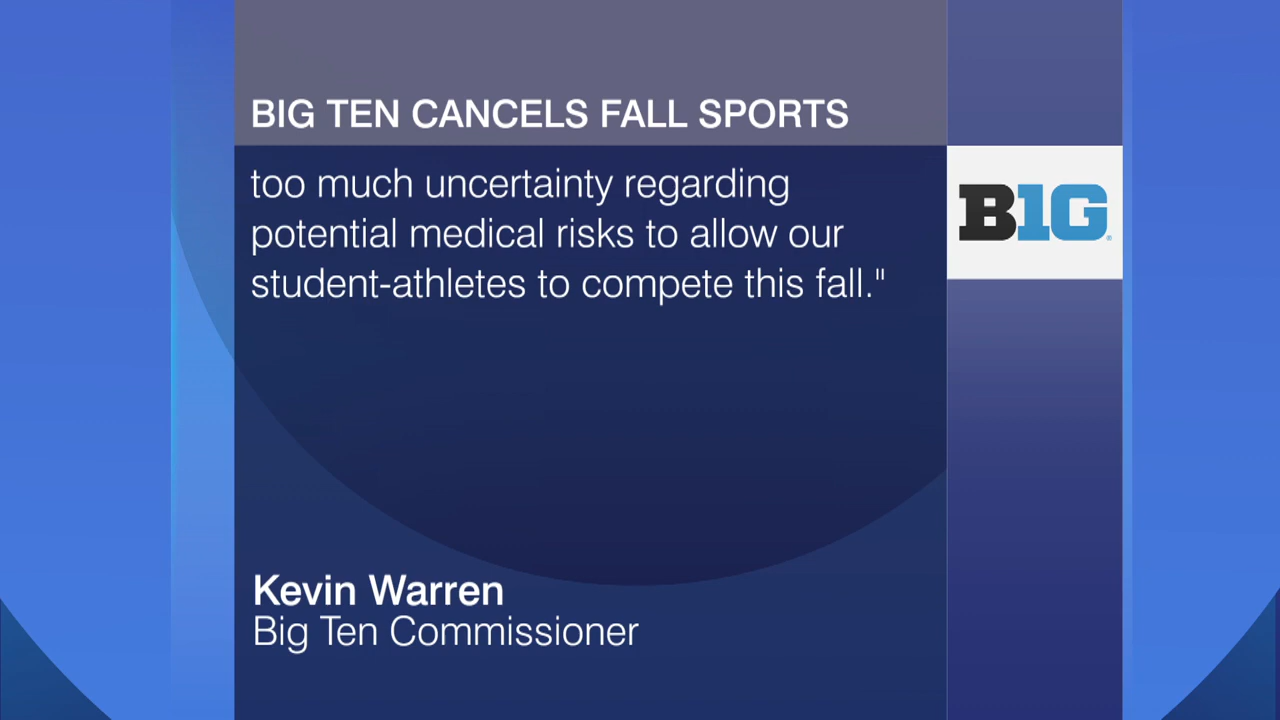 BIG TEN CANCELS FALL SPORTS
too much uncertainty regarding
potential medical risks to allow our
student-athletes to compete this fall."
B1G
Kevin Warren
Big Ten Commissioner